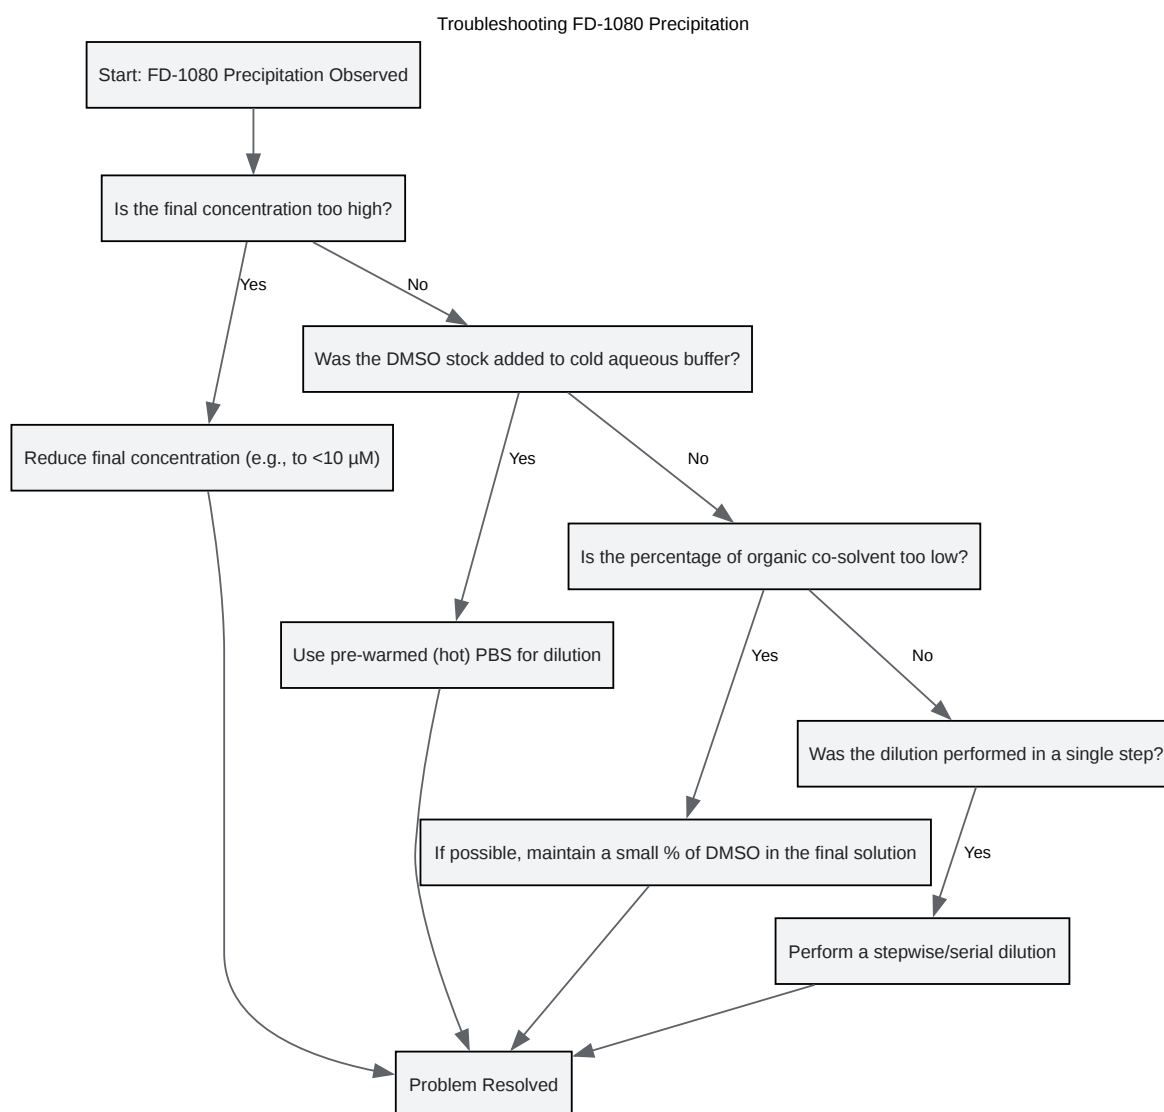 Troubleshooting FD-1080 Precipitation
Start: FD-1080 Precipitation Observed
Is the final concentration too high?
Yes
No
Was the DMSO stock added to cold aqueous buffer?
Reduce final concentration (e.g., to <10 µM)
Yes
No
Is the percentage of organic co-solvent too low?
Use pre-warmed (hot) PBS for dilution
Yes
No
Was the dilution performed in a single step?
If possible, maintain a small % of DMSO in the final solution
Yes
Perform a stepwise/serial dilution
Problem Resolved